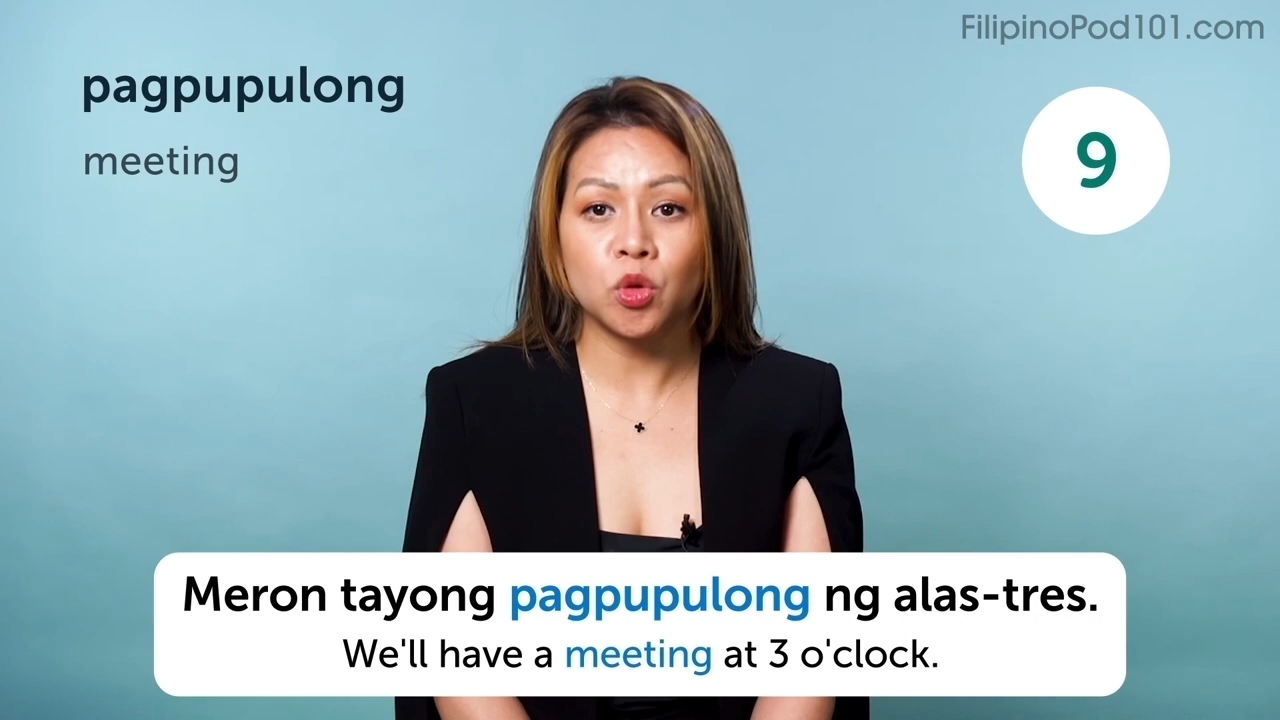 FilipinoPod101.com
pagpupulong
meeting
9
Meron tayong pagpupulong ng alas-tres.
We'll have a meeting at 3 o'clock.